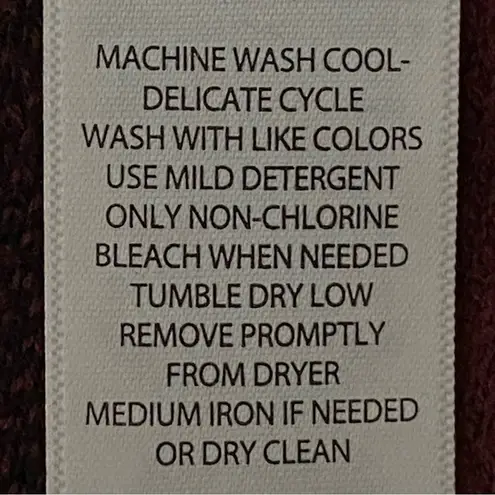 MACHINE WASH COOL-
DELICATE CYCLE
WASH WITH LIKE COLORS
USE MILD DETERGENT
ONLY NON-CHLORINE
BLEACH WHEN NEEDED
TUMBLE DRY LOW
REMOVE PROMPTLY
FROM DRYER
MEDIUM IRON IF NEEDED
OR DRY CLEAN